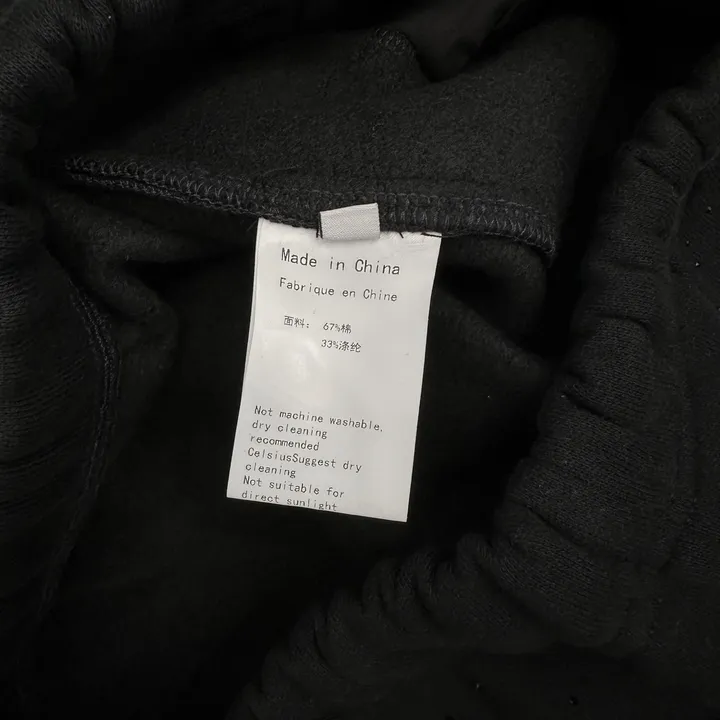 Made in China
Fabrique en Chine
面料： 67%棉
33%涤纶
Not machine washable,
dry cleaning
recommended
CelsiusSuggest dry
cleaning
Not suitable for
direct sunlight